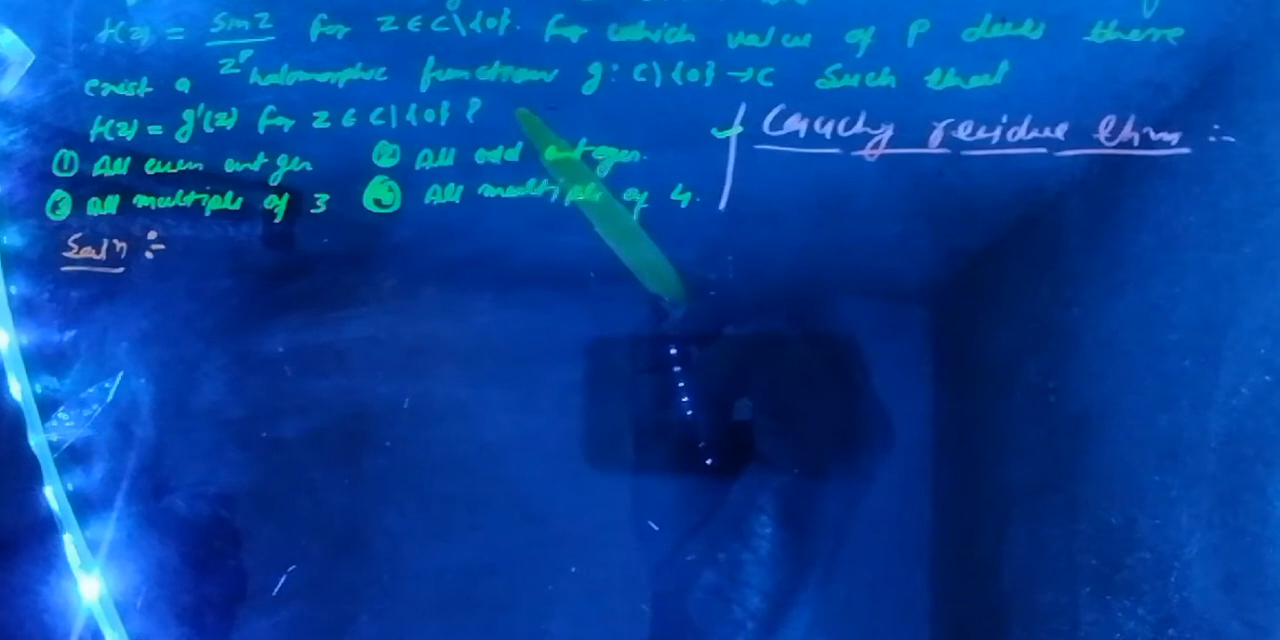 f(z) = sin z / z^p for z ∈ C\{0}. For which value of P does there
exist a holomorphic function g: C\{0} → C such that
f(z) = g'(z) for z ∈ C\{0} ?
① All even integer ② All odd integer.
③ All multiple of 3 ④ All multiple of 4.
Cauchy residue thm :-
Soln :-